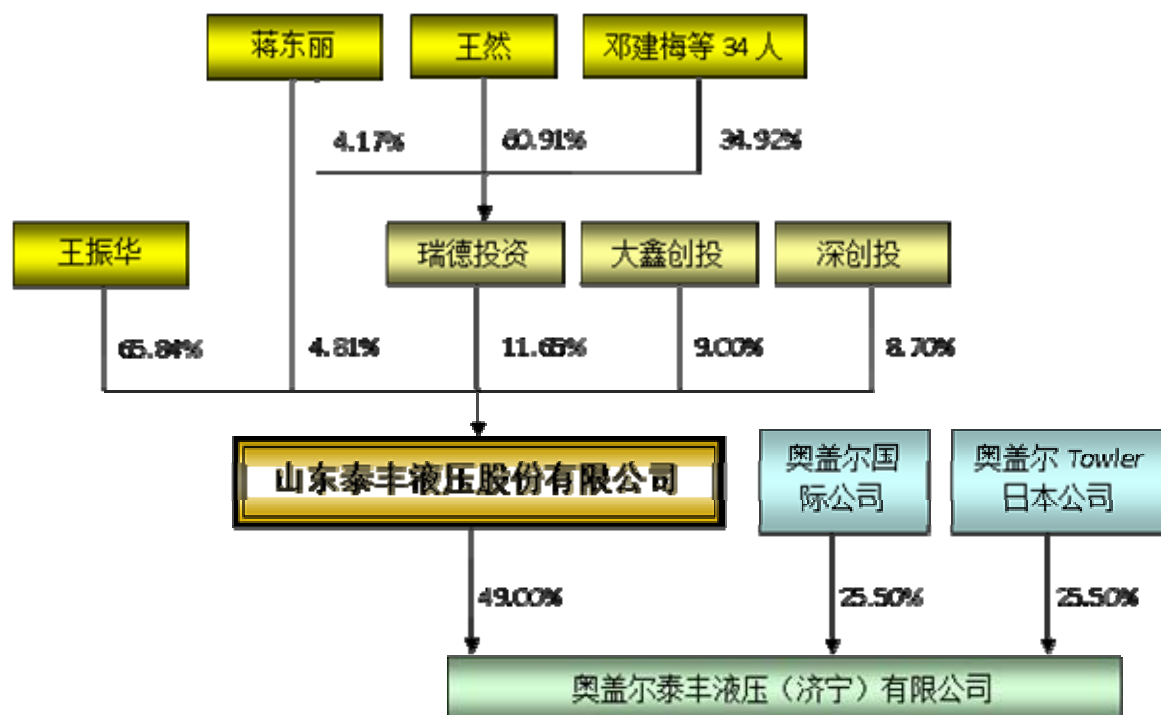 蒋东丽
王然
邓建梅等 34 人
4.17%
60.91%
34.92%
王振华
瑞德投资
大鑫创投
深创投
65.84%
4.81%
11.65%
9.00%
8.70%
山东泰丰液压股份有限公司
奥盖尔国
际公司
奥盖尔 Towler
日本公司
49.00%
25.50%
25.50%
奥盖尔泰丰液压（济宁）有限公司